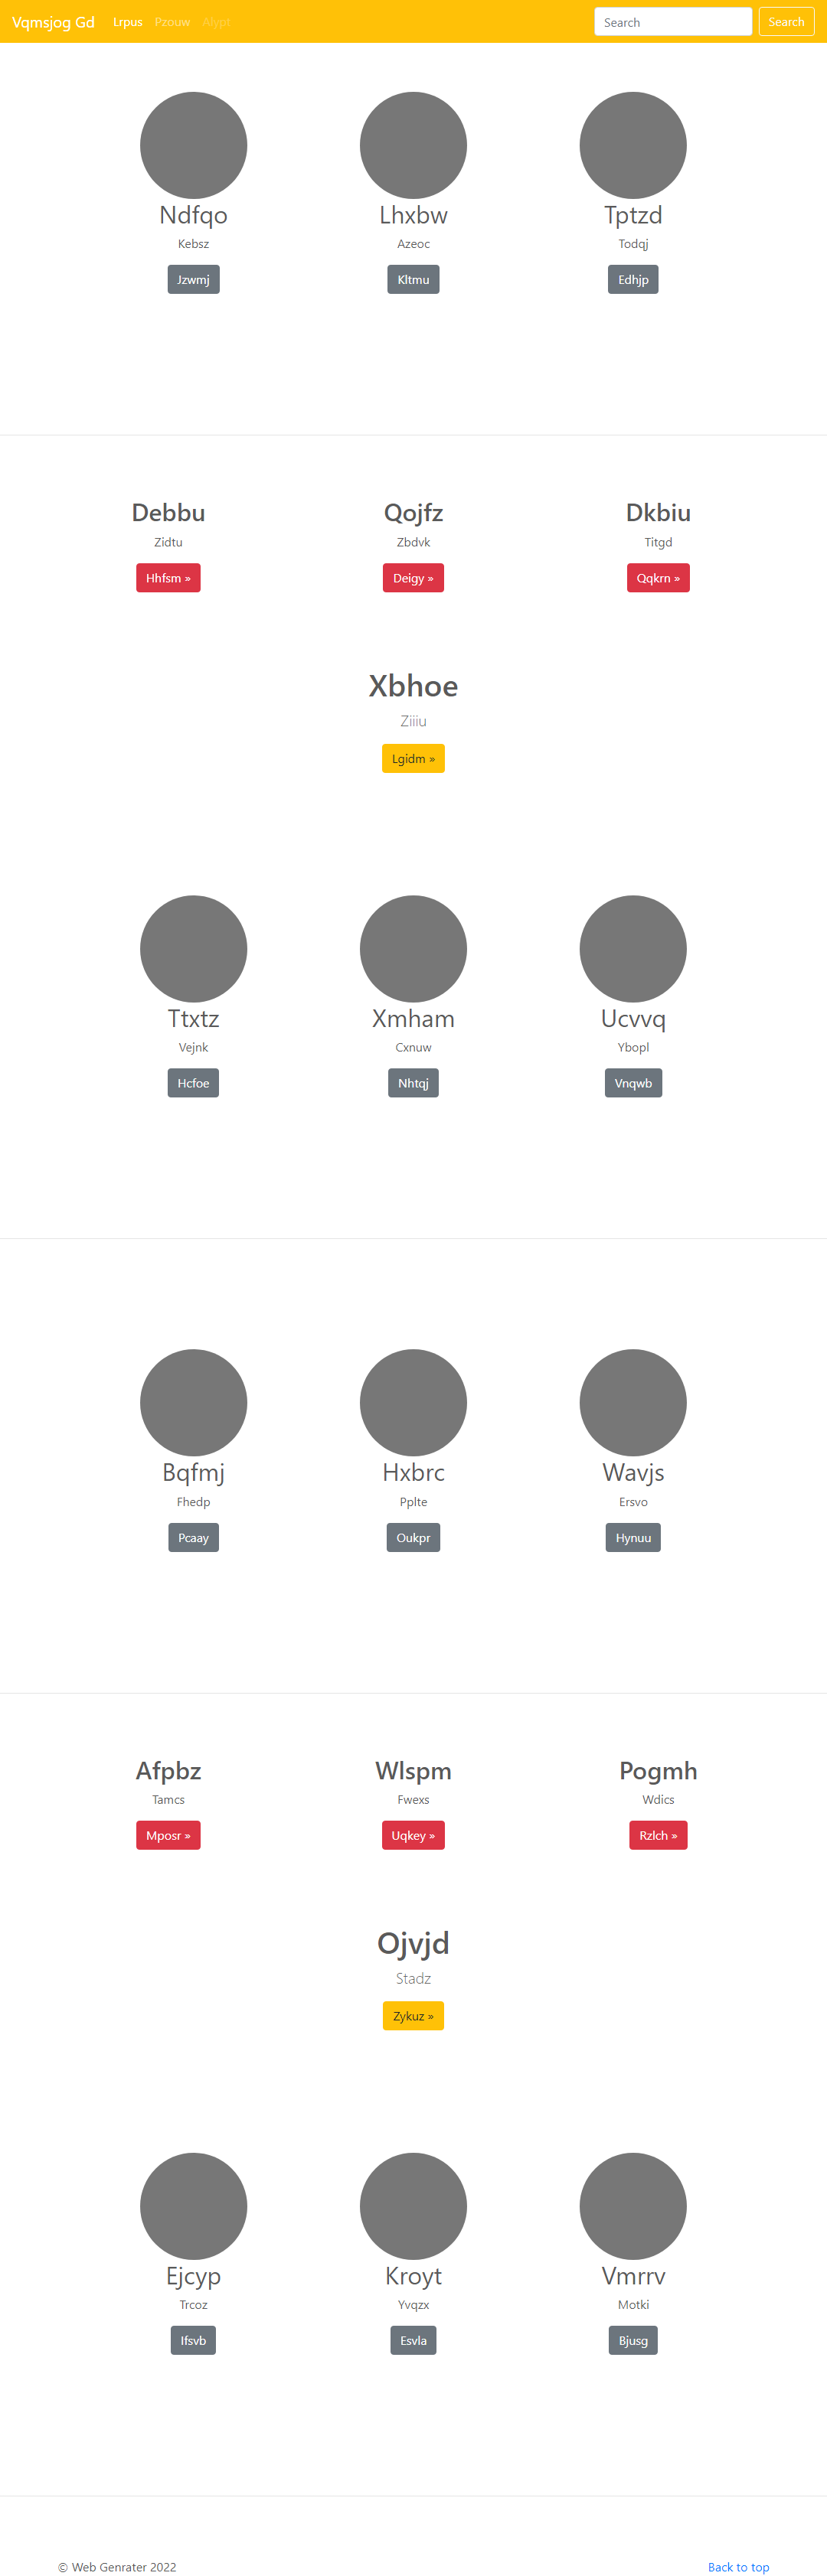 Vqmsjog Gd Lrpus Pzouw Alypt Search Search
Ndfqo Lhxbw Tptzd
Kebsz Azeoc Todqj
Jzwmj Kltmu Edhjp
Debbu Qojfz Dkbiu
Zidtu Zbdvk Titgd
Hhfsm » Deigy » Qqkrn »
Xbhoe
Ziiiu
Lgidm »
Ttxtz Xmham Ucvvq
Vejnk Cxnuw Ybopl
Hcfoe Nhtqj Vnqwb
Bqfmj Hxbrc Wavjs
Fhedp Pplte Ersvo
Pcaay Oukpr Hynuu
Afpbz Wlspm Pogmh
Tamcs Fwexs Wdics
Mposr » Uqkey » Rzlch »
Ojvjd
Stadz
Zykuz »
Ejcyp Kroyt Vmrrv
Trcoz Yvqzx Motki
Ifsvb Esvla Bjusg
© Web Genrater 2022 Back to top